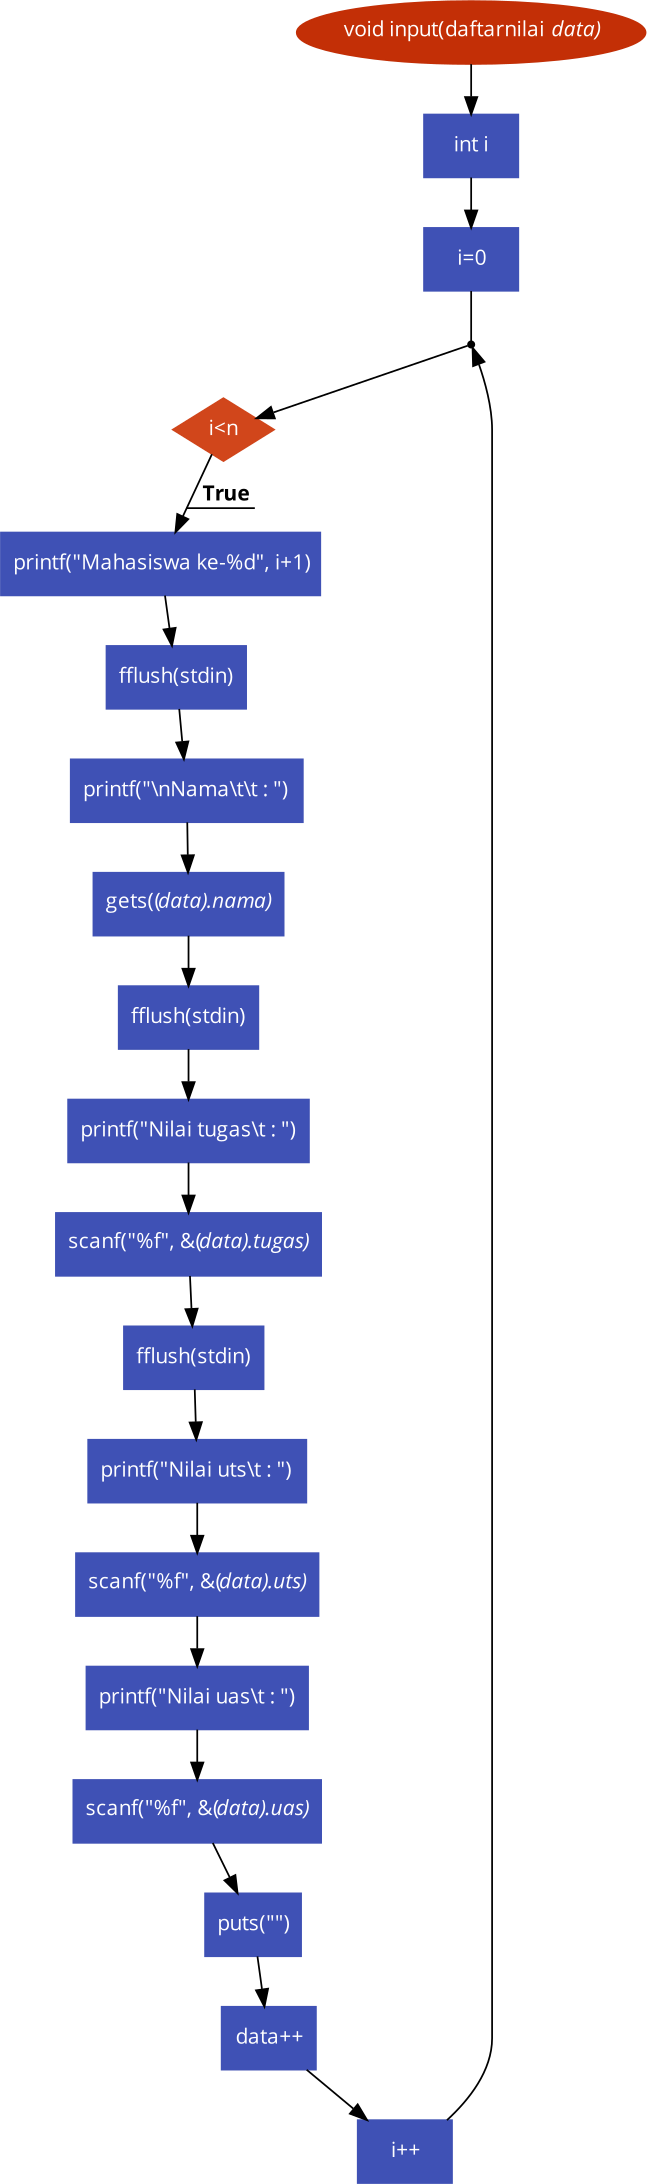 void input(daftarnilai data)
int i
i=0
i<n
True
printf("Mahasiswa ke-%d", i+1)
fflush(stdin)
printf("\nNama\t\t : ")
gets((data).nama)
fflush(stdin)
printf("Nilai tugas\t : ")
scanf("%f", &(data).tugas)
fflush(stdin)
printf("Nilai uts\t : ")
scanf("%f", &(data).uts)
printf("Nilai uas\t : ")
scanf("%f", &(data).uas)
puts("")
data++
i++